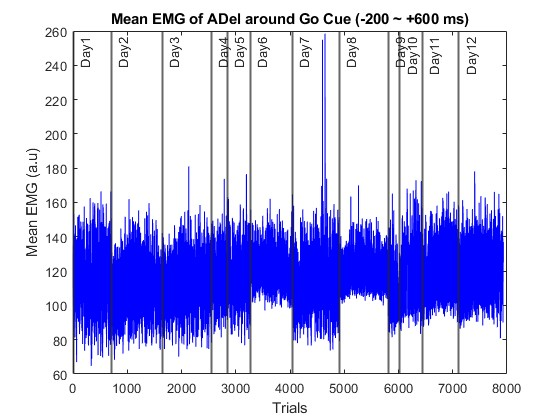 Mean EMG of ADel around Go Cue (-200 ~ +600 ms)
260
240
220
200
180
160
140
120
100
80
60
Mean EMG (a.u)
Day1
Day2
Day3
Day4
Day5
Day6
Day7
Day8
Day9
Day10
Day11
Day12
0
1000
2000
3000
4000
5000
6000
7000
8000
Trials